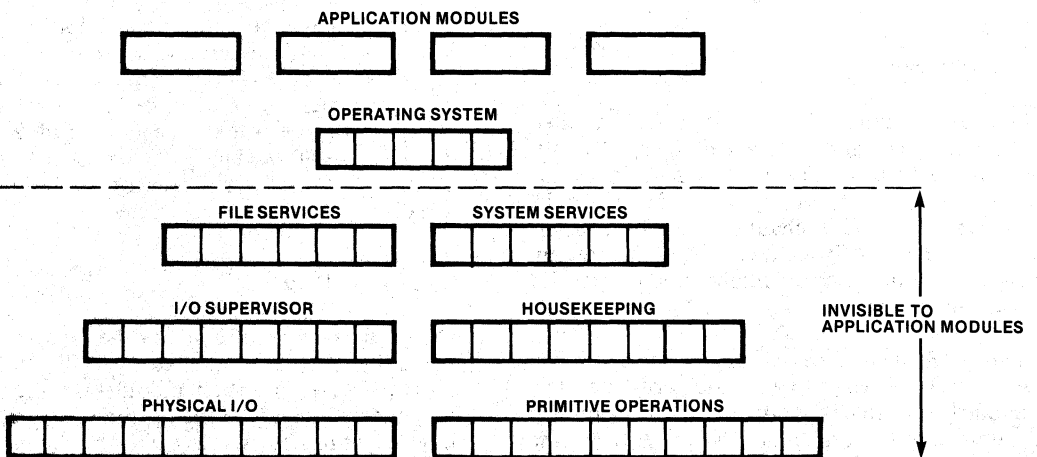 APPLICATION MODULES
OPERATING SYSTEM
FILE SERVICES
SYSTEM SERVICES
I/O SUPERVISOR
HOUSEKEEPING
INVISIBLE TO
APPLICATION MODULES
PHYSICAL I/O
PRIMITIVE OPERATIONS